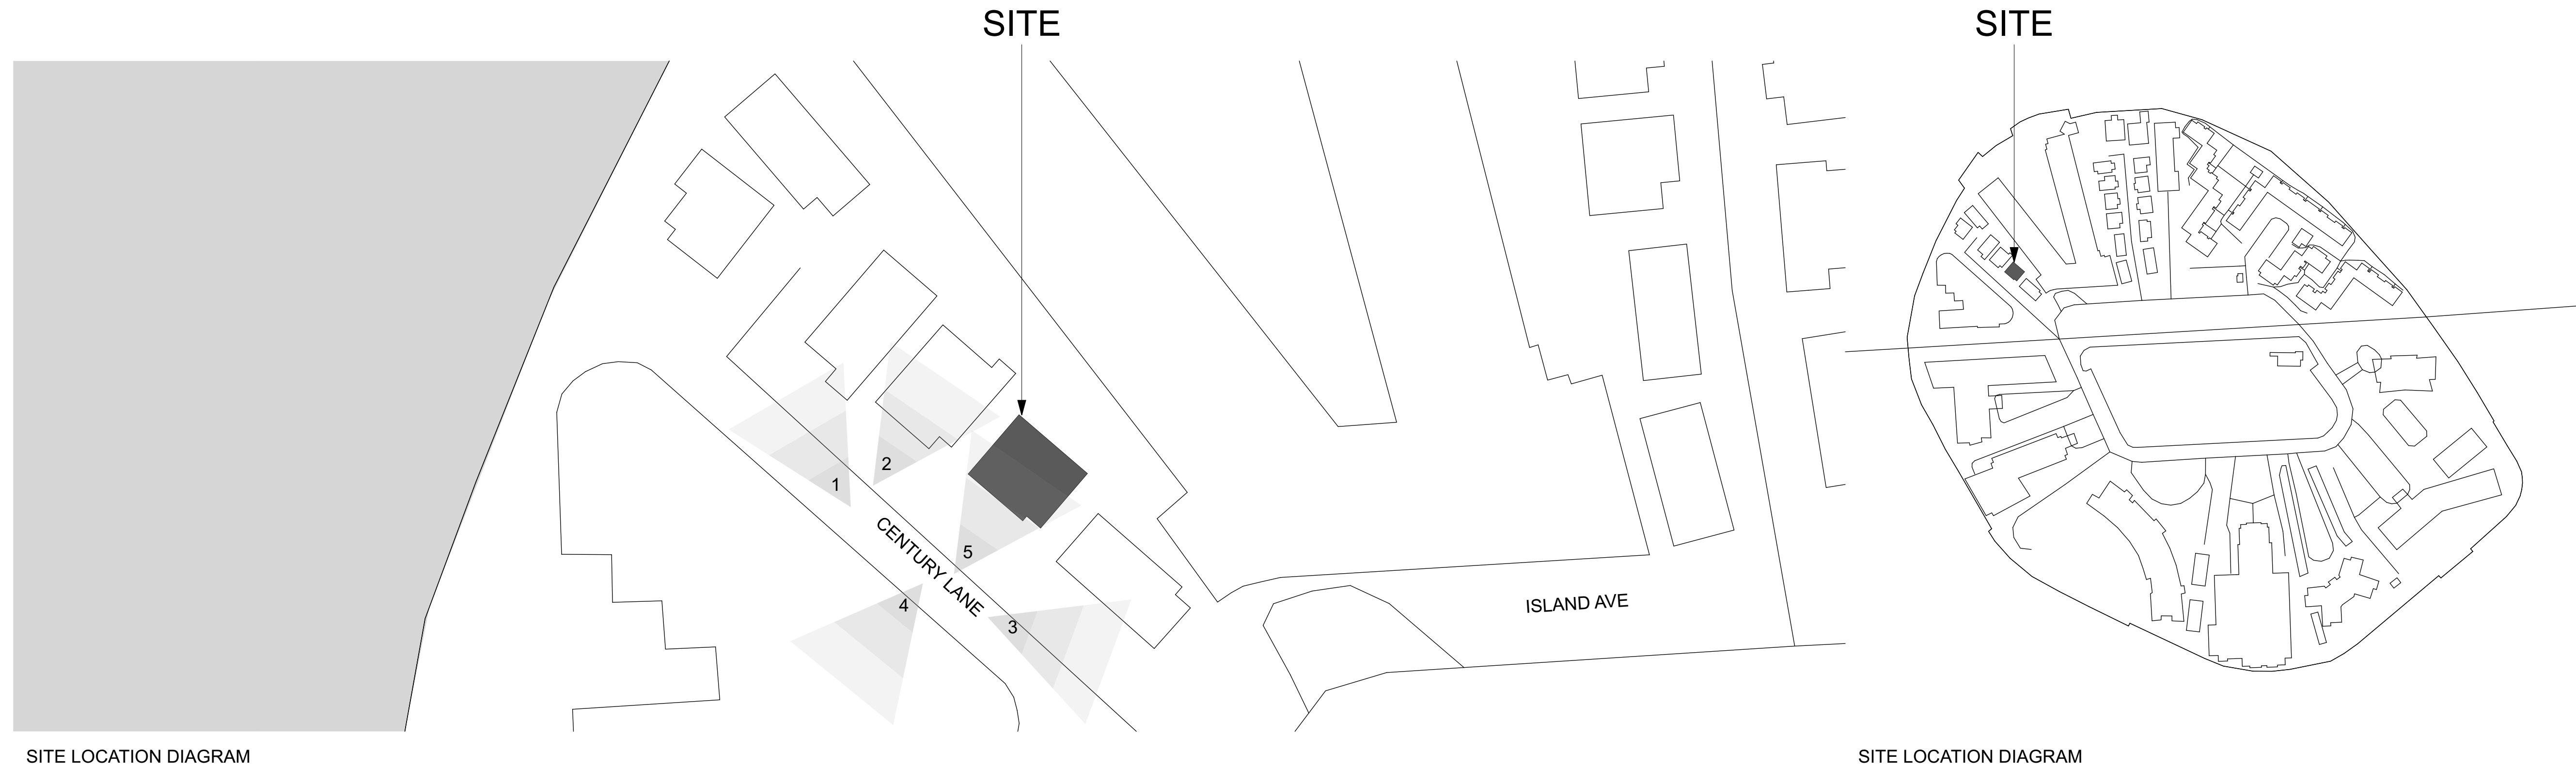 SITE
SITE
2
1
CENTURY LANE
5
4
3
ISLAND AVE
SITE LOCATION DIAGRAM
SITE LOCATION DIAGRAM